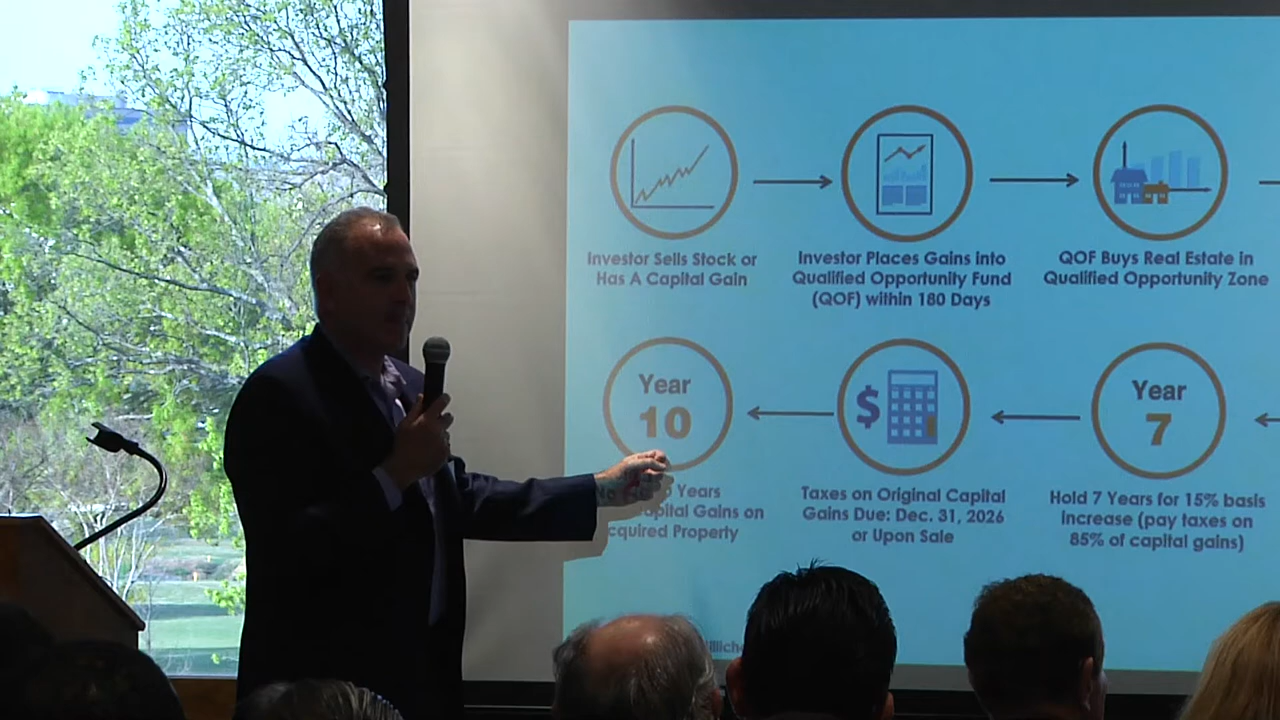 Investor Sells Stock or
Has A Capital Gain
Investor Places Gains into
Qualified Opportunity Fund
(QOF) within 180 Days
QOF Buys Real Estate in
Qualified Opportunity Zone
Year
10
$
Year
7
No
Years
Capital Gains on
cquired Property
Taxes on Original Capital
Gains Due: Dec. 31, 2026
or Upon Sale
Hold 7 Years for 15% basis
increase (pay taxes on
85% of capital gains)